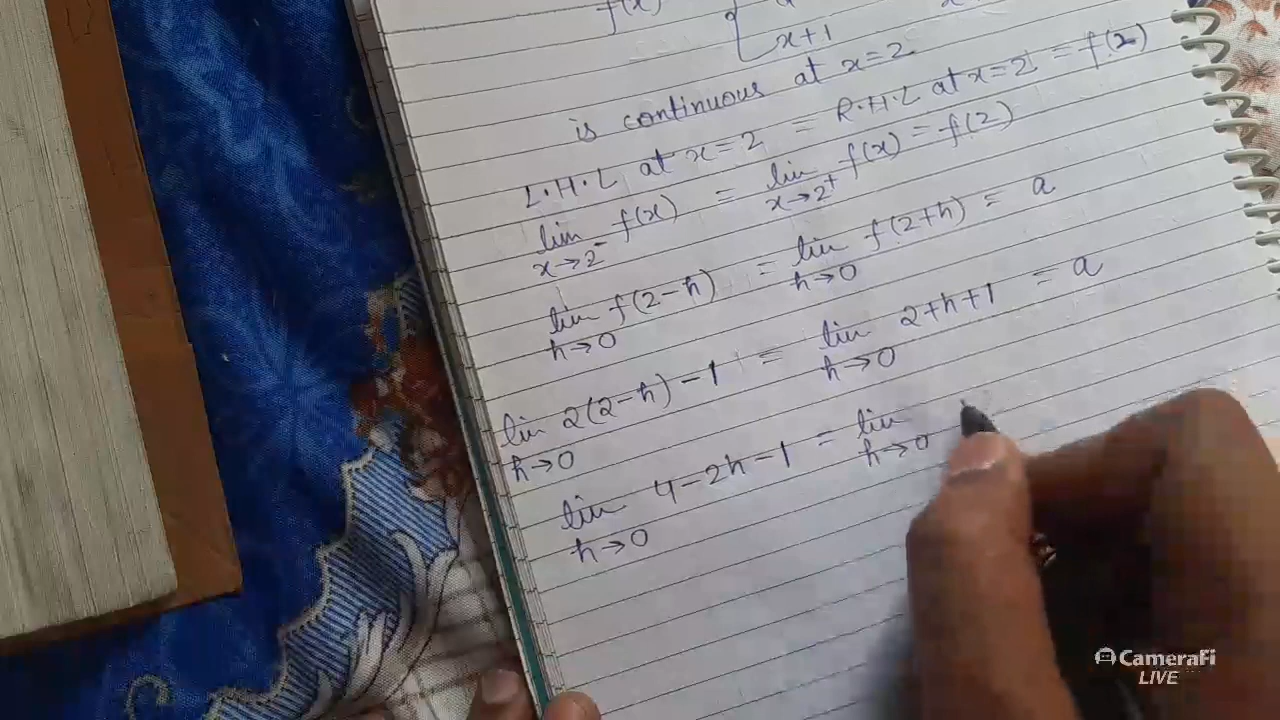 f(x)
x+1
is continuous at x=2
L.H.L at x=2 = R.H.L at x=2 = f(2)
lim x→2⁻ f(x) = lim x→2⁺ f(x) = f(2)
lim h→0 f(2-h) = lim h→0 f(2+h) = a
lim h→0 2(2-h)-1 = lim h→0 2+h+1 = a
lim h→0 4-2h-1 = lim h→0
CameraFi
LIVE